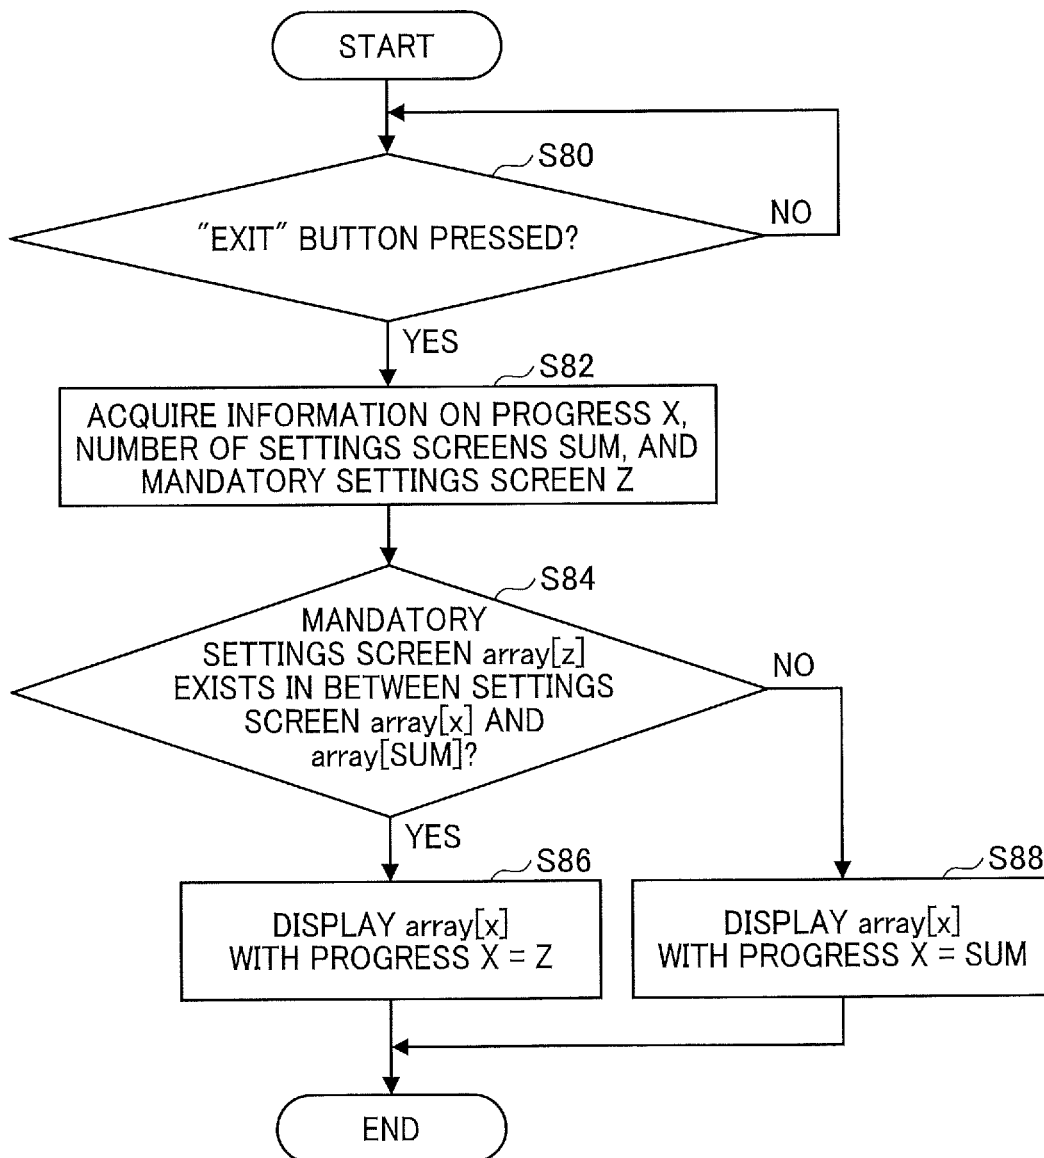 START
S80
"EXIT" BUTTON PRESSED?
NO
YES
S82
ACQUIRE INFORMATION ON PROGRESS X,
NUMBER OF SETTINGS SCREENS SUM, AND
MANDATORY SETTINGS SCREEN Z
S84
MANDATORY
SETTINGS SCREEN array[z]
EXISTS IN BETWEEN SETTINGS
SCREEN array[x] AND
array[SUM]?
NO
YES
S86
DISPLAY array[x]
WITH PROGRESS X = Z
S88
DISPLAY array[x]
WITH PROGRESS X = SUM
END